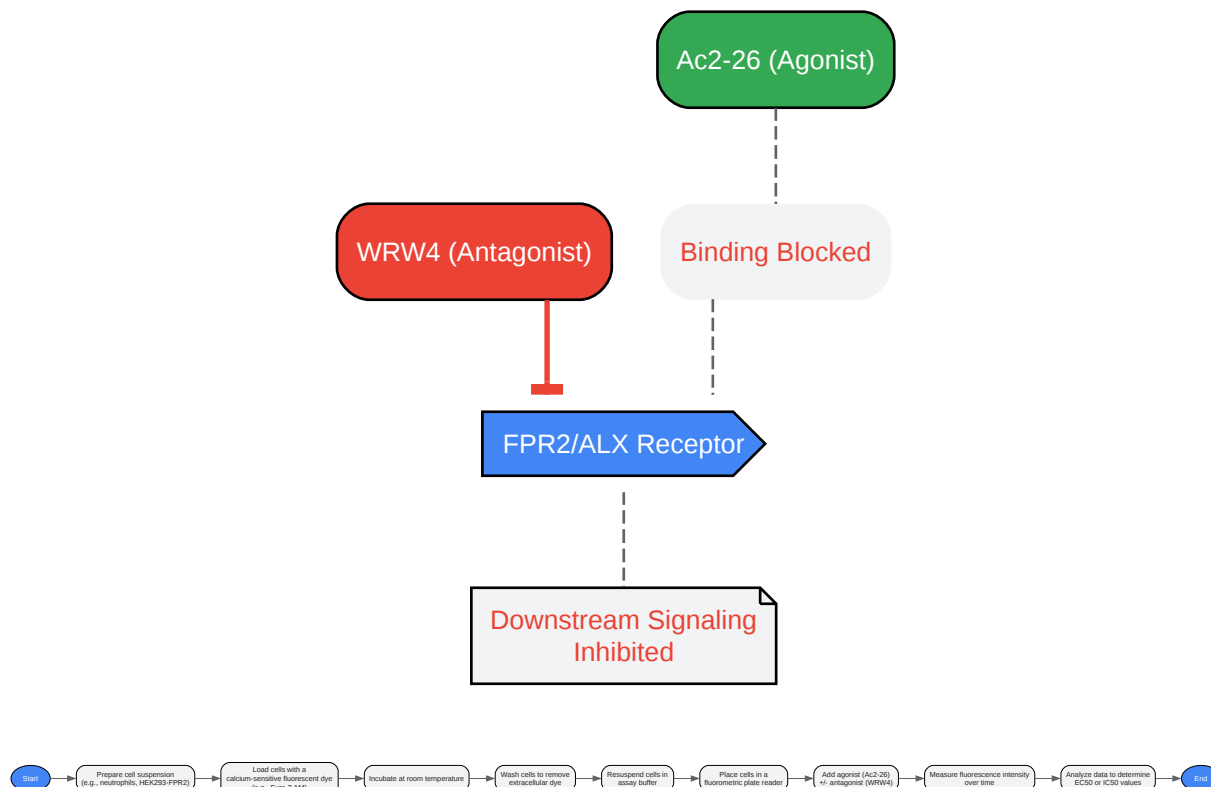 Ac2-26 (Agonist)
WRW4 (Antagonist)
Binding Blocked
FPR2/ALX Receptor
Downstream Signaling
Inhibited
Start
Prepare cell suspension
(e.g., neutrophils, HEK293-FPR2)
Load cells with a
calcium-sensitive fluorescent dye
(e.g., Fura-2 AM)
Incubate at room temperature
Wash cells to remove
extracellular dye
Resuspend cells in
assay buffer
Place cells in a
fluorometric plate reader
Add agonist (Ac2-26)
+/- antagonist (WRW4)
Measure fluorescence intensity
over time
Analyze data to determine
EC50 or IC50 values
End